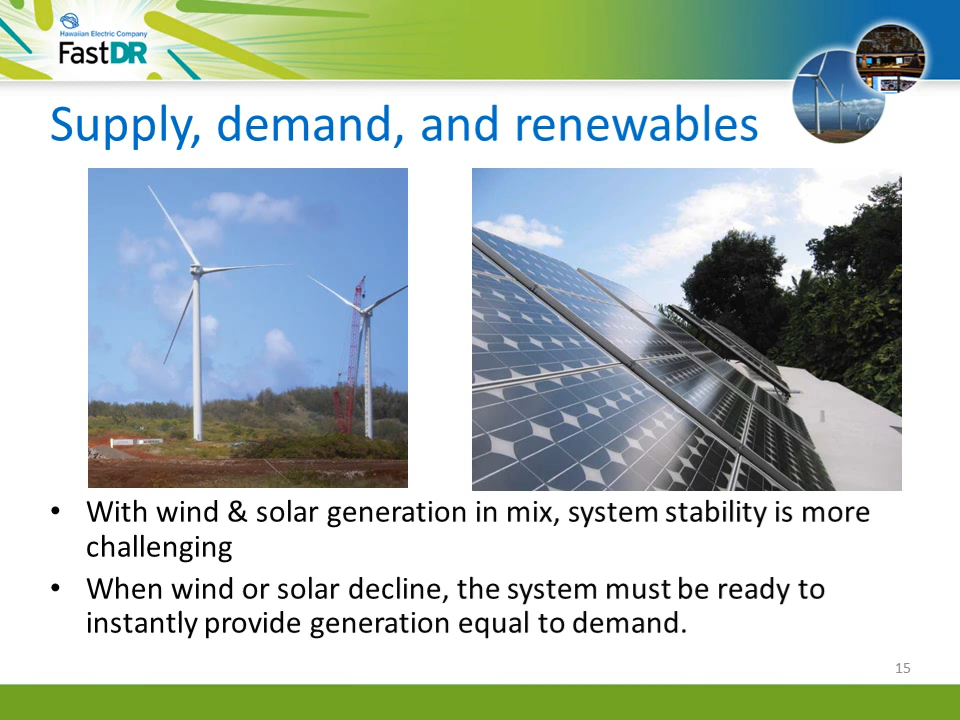 Hawaiian Electric Company
FastDR
Supply, demand, and renewables
• With wind & solar generation in mix, system stability is more
challenging
• When wind or solar decline, the system must be ready to
instantly provide generation equal to demand.
15